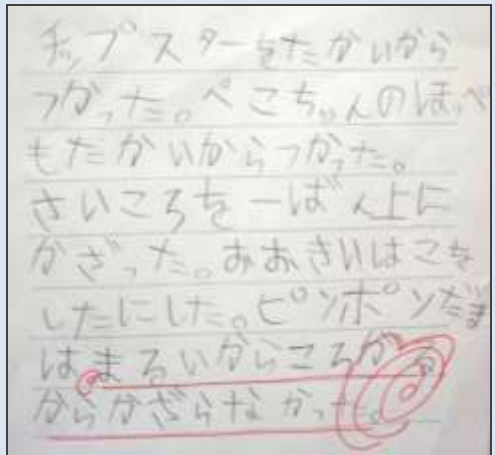 チップスターをたかいから
つかった。ぺこちゃんのほっぺ
もたかいからつかった。
さいころを一ばん上に
かざった。おおきいはこを
したにした。ピンポンだま
はまるいからころがる
からかざらなかった。